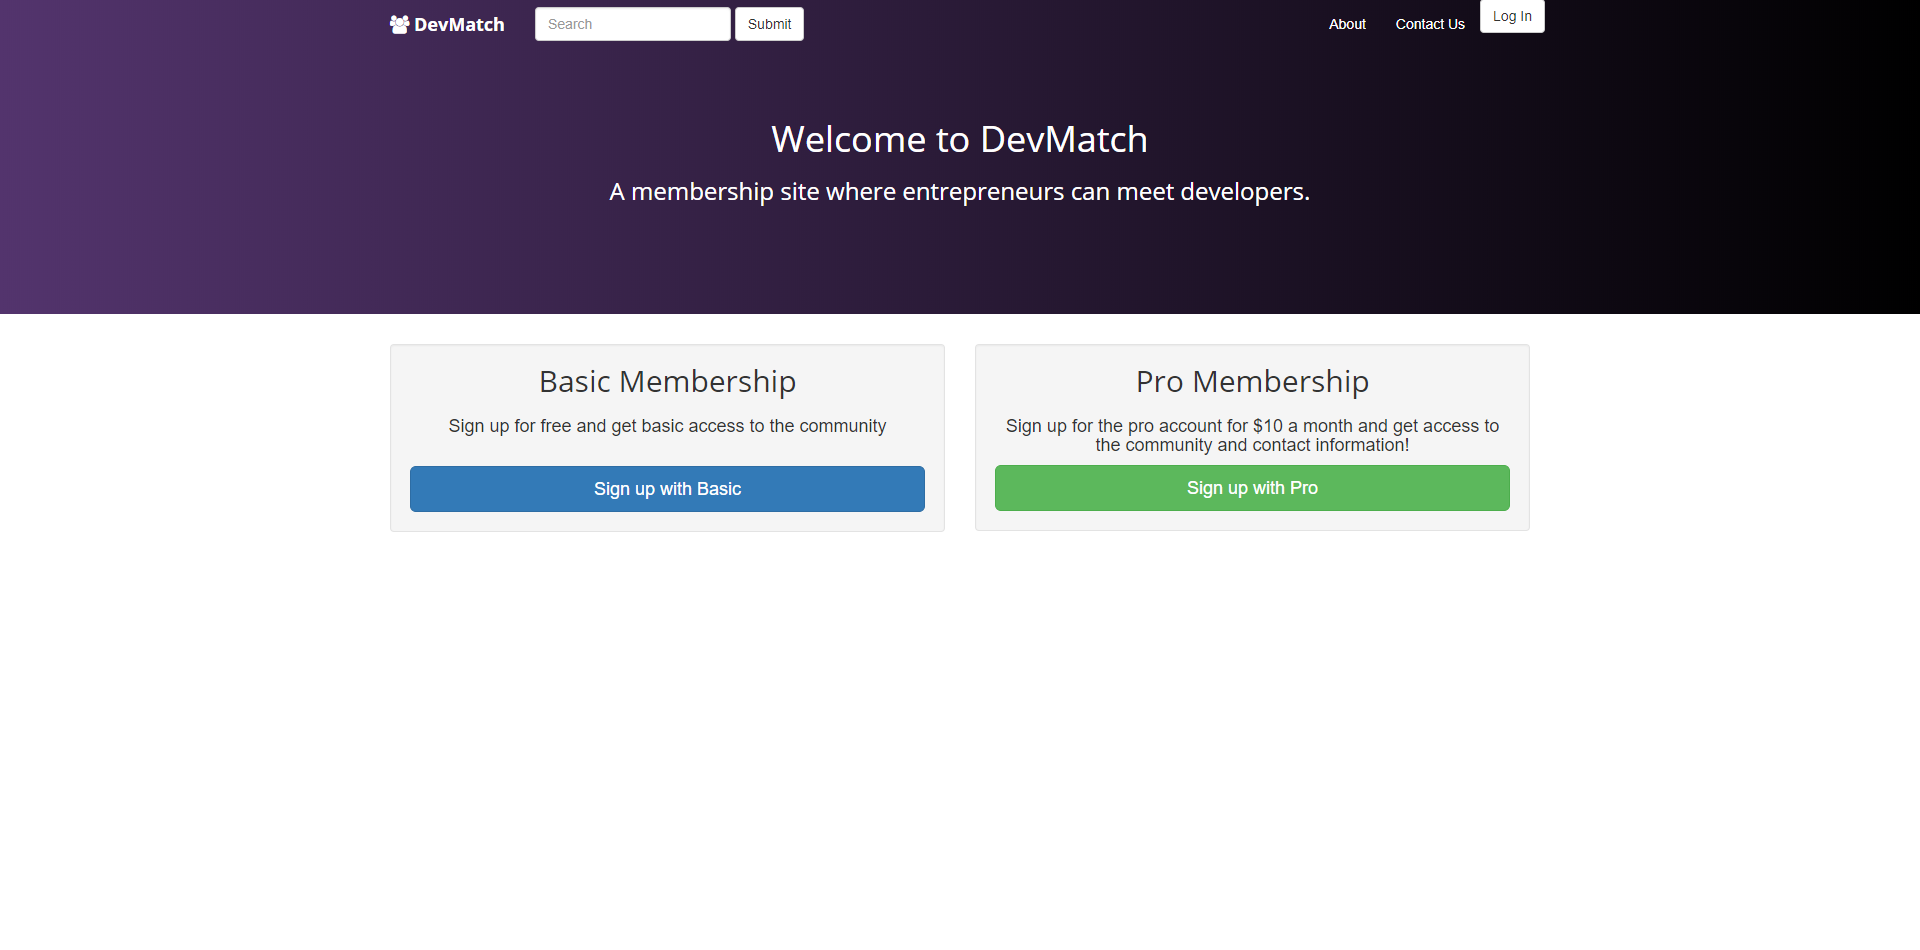 DevMatch Search Submit About Contact Us Log In
Welcome to DevMatch
A membership site where entrepreneurs can meet developers.
Basic Membership
Sign up for free and get basic access to the community
Sign up with Basic
Pro Membership
Sign up for the pro account for $10 a month and get access to
the community and contact information!
Sign up with Pro